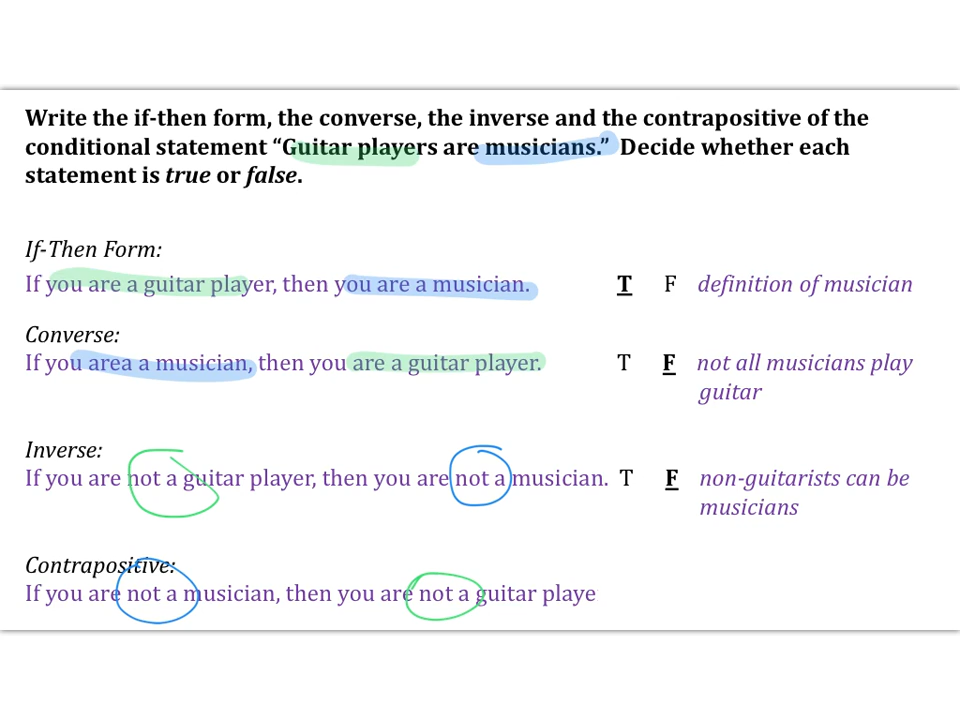 Write the if-then form, the converse, the inverse and the contrapositive of the
conditional statement “Guitar players are musicians.” Decide whether each
statement is true or false.
If-Then Form:
If you are a guitar player, then you are a musician. T F definition of musician
Converse:
If you area a musician, then you are a guitar player. T F not all musicians play
guitar
Inverse:
If you are not a guitar player, then you are not a musician. T F non-guitarists can be
musicians
Contrapositive:
If you are not a musician, then you are not a guitar playe